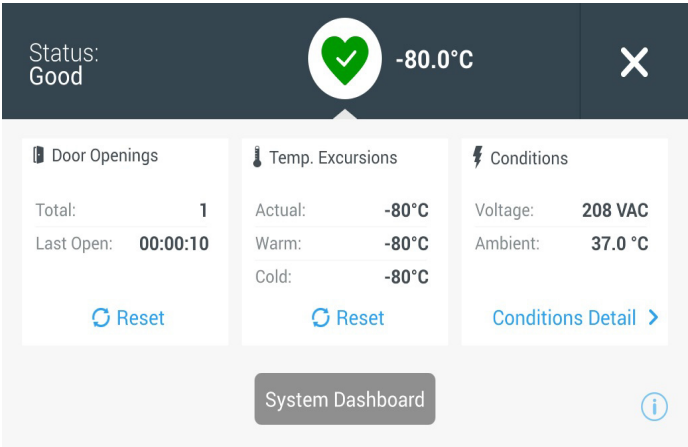 Status:
Good
-80.0°C
Door Openings
Total: 1
Last Open: 00:00:10
Reset
Temp. Excursions
Actual: -80°C
Warm: -80°C
Cold: -80°C
Reset
Conditions
Voltage: 208 VAC
Ambient: 37.0 °C
Conditions Detail
System Dashboard
i